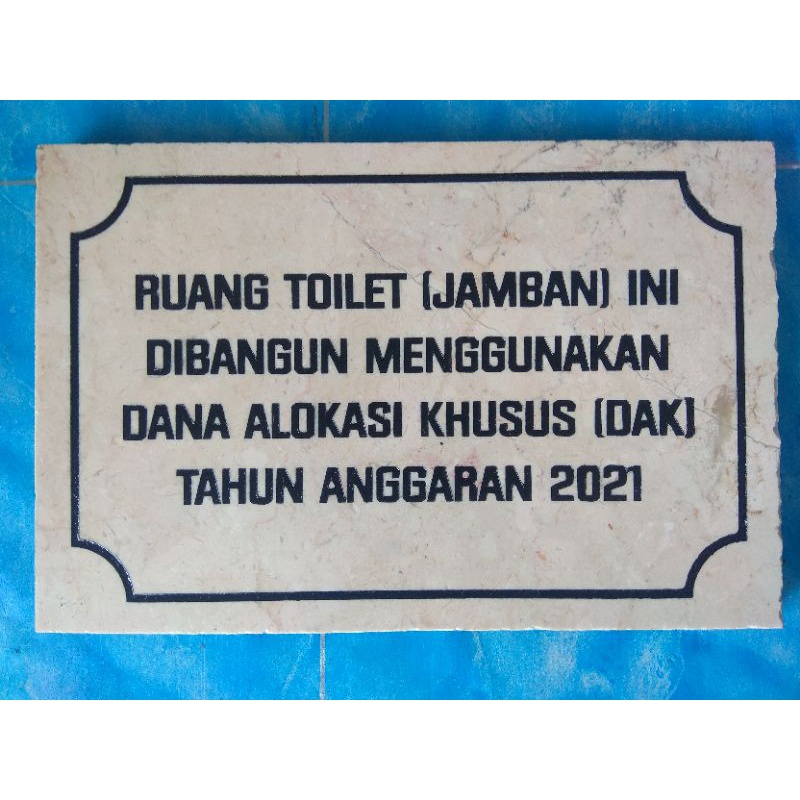 RUANG TOILET (JAMBAN) INI
DIBANGUN MENGGUNAKAN
DANA ALOKASI KHUSUS (DAK)
TAHUN ANGGARAN 2021